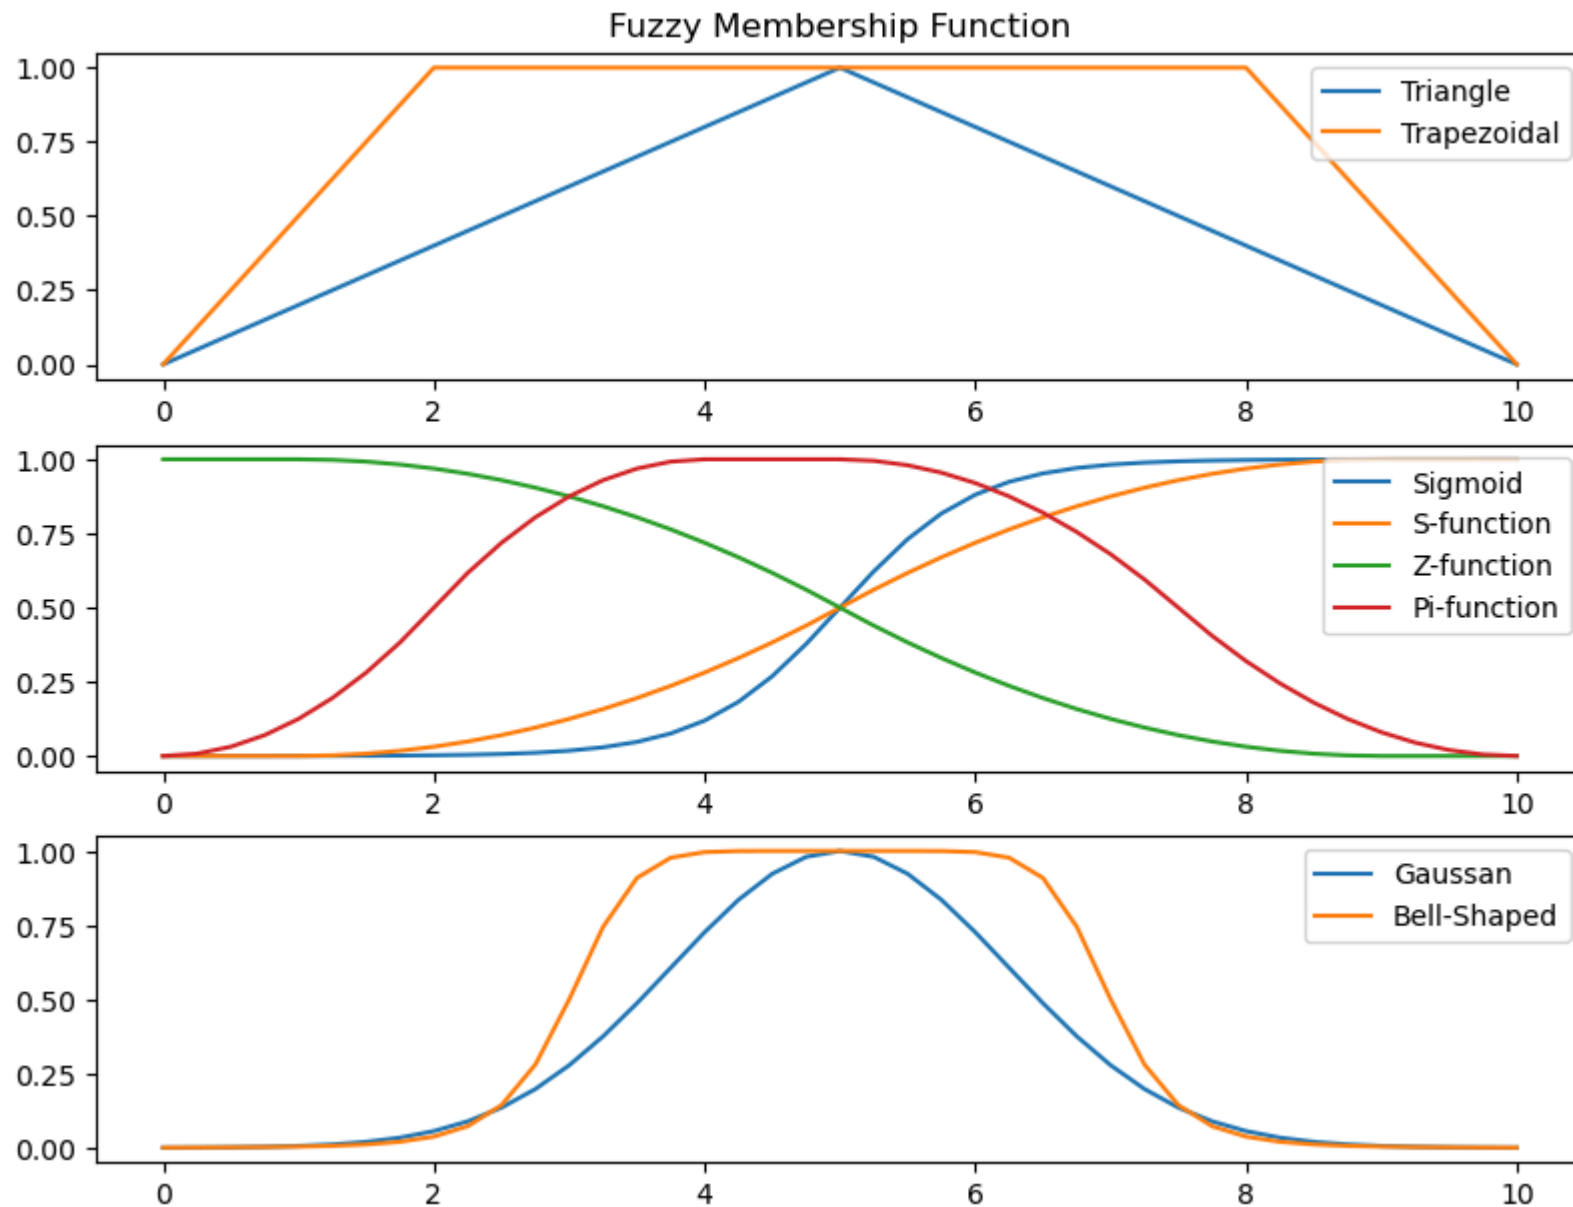 Fuzzy Membership Function
1.00
0.75
0.50
0.25
0.00
Triangle
Trapezoidal
0 2 4 6 8 10
1.00
0.75
0.50
0.25
0.00
Sigmoid
S-function
Z-function
Pi-function
0 2 4 6 8 10
1.00
0.75
0.50
0.25
0.00
Gaussan
Bell-Shaped
0 2 4 6 8 10